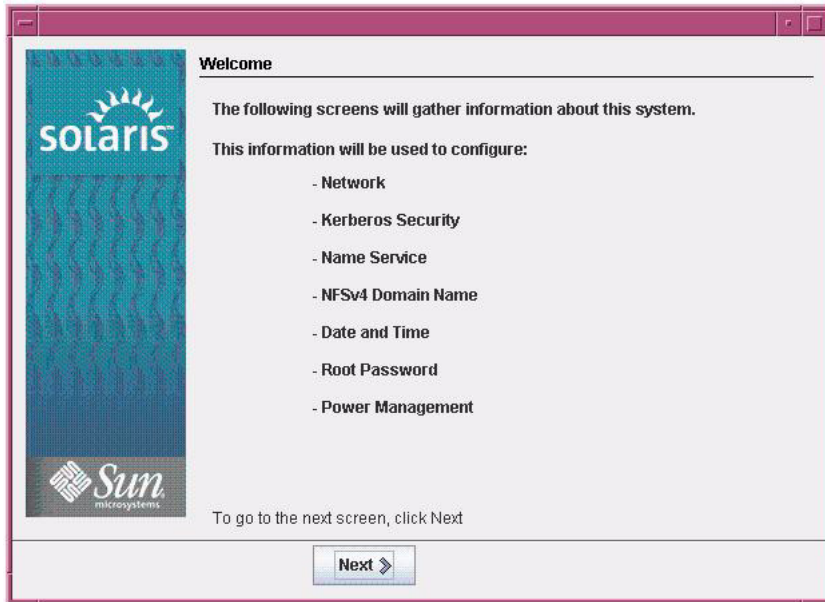 Welcome
The following screens will gather information about this system.
solaris™
This information will be used to configure:
- Network
- Kerberos Security
- Name Service
- NFSv4 Domain Name
- Date and Time
- Root Password
- Power Management
Sun
microsystems
To go to the next screen, click Next
Next